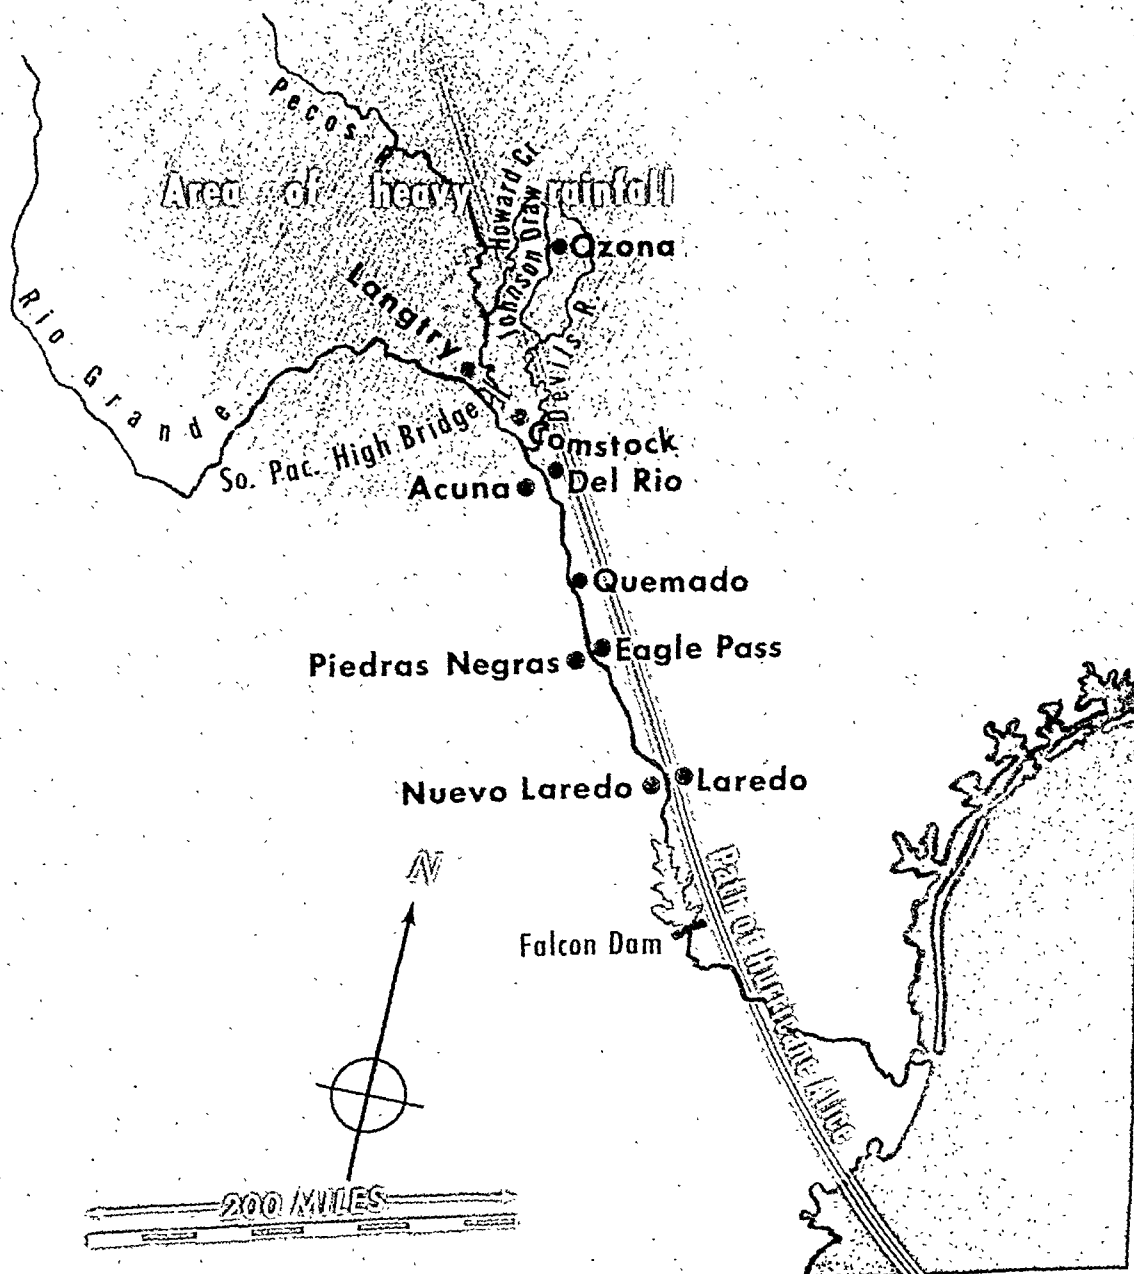 Pecos R.
Area of heavy rainfall
Howard Cr.
Johnson Draw
Ozona
Langtry
Rio Grande
Devils R.
So. Pac. High Bridge
Comstock
Acuna
Del Rio
Quemado
Eagle Pass
Piedras Negras
Nuevo Laredo
Laredo
N
Path of Hurricane Alice
Falcon Dam
200 MILES